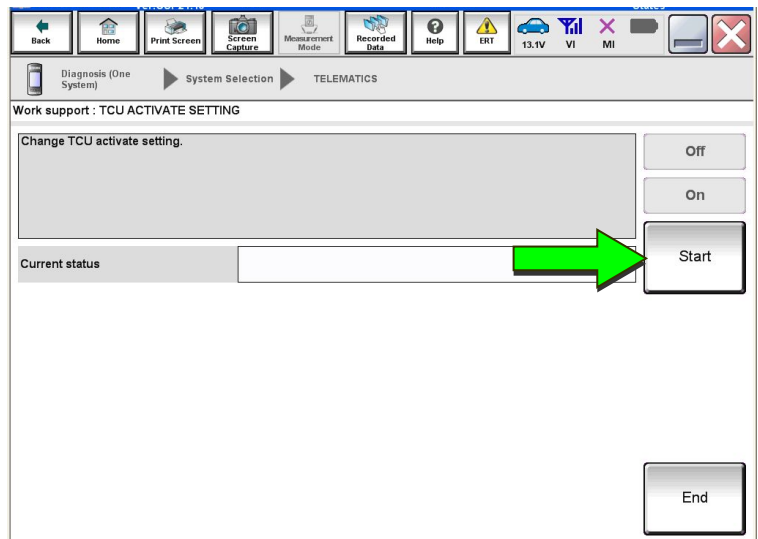 Back
Home
Print Screen
Screen
Capture
Measurement
Mode
Recorded
Data
Help
ERT
13.1V
VI
MI
Diagnosis (One
System)
System Selection
TELEMATICS
Work support : TCU ACTIVATE SETTING
Change TCU activate setting.
Off
On
Current status
Start
End